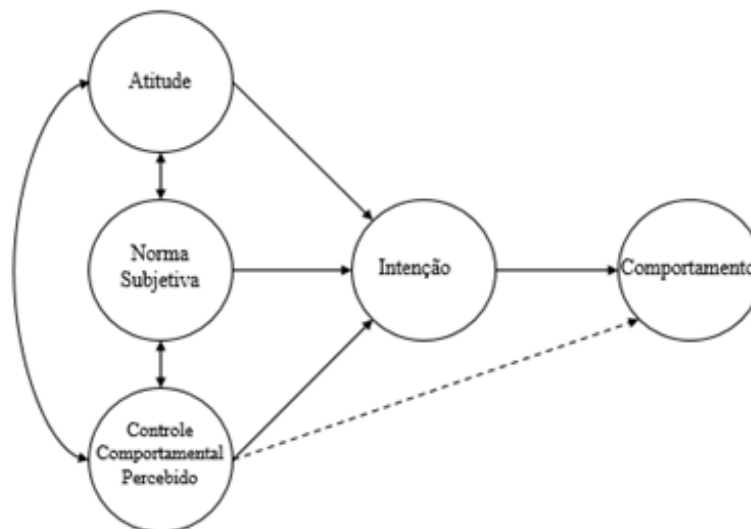 Atitude
Norma
Subjetiva
Intenção
Comportamento
Controle
Comportamental
Percebido